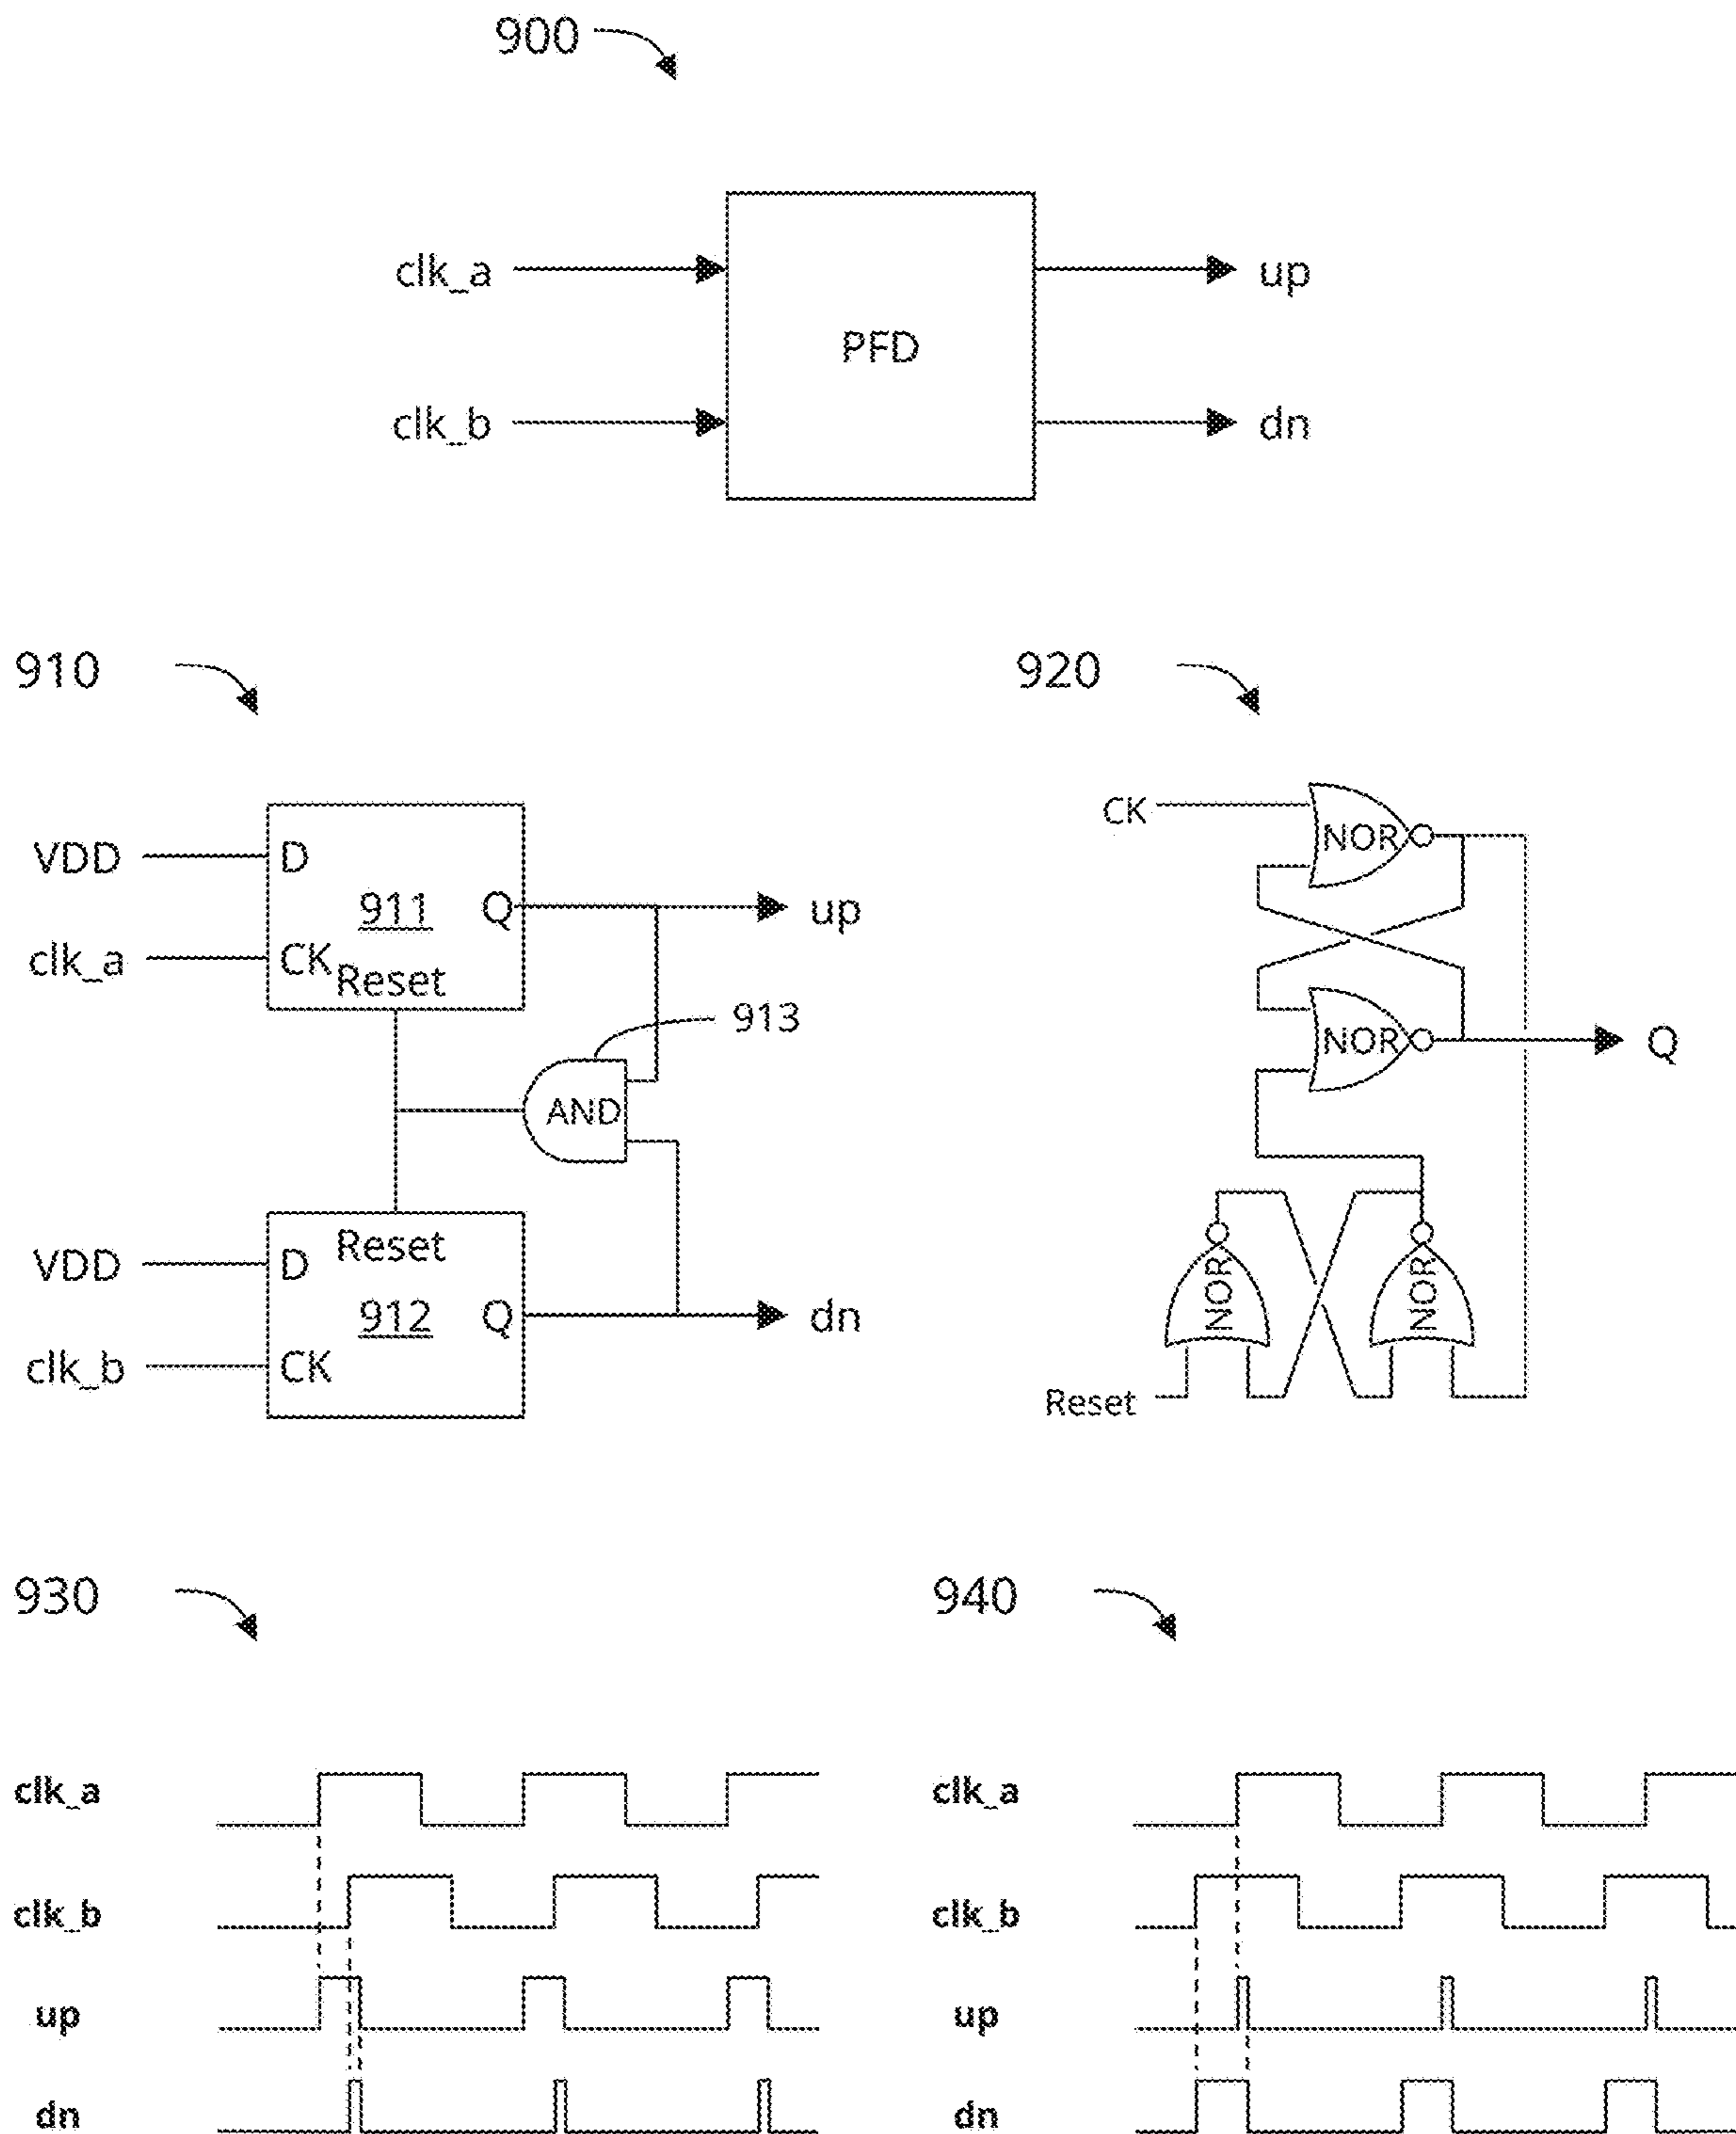 900
clk_a
up
PFD
clk_b
dn
910
920
VDD
D
911
Q
up
clk_a
CK
Reset
913
AND
VDD
D
Reset
912
Q
dn
clk_b
CK
CK
NOR
NOR
Q
NOR
NOR
Reset
930
940
clk_a
clk_b
up
dn
clk_a
clk_b
up
dn